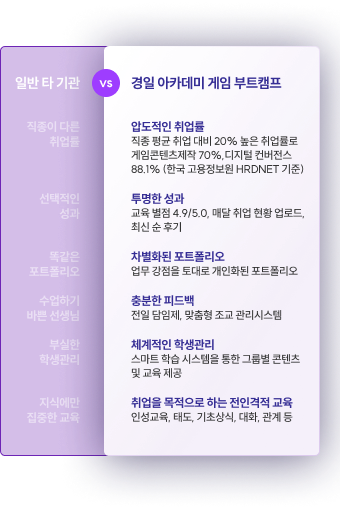 일반 타 기관
vs
경일 아카데미 게임 부트캠프
직종이 다른
취업률
압도적인 취업률
직종 평균 취업 대비 20% 높은 취업률로
게임콘텐츠제작 70%, 디지털 컨버전스
88.1% (한국 고용정보원 HRDNET 기준)
선택적인
성과
투명한 성과
교육 별점 4.9/5.0, 매달 취업 현황 업로드,
최신 순 후기
똑같은
포트폴리오
차별화된 포트폴리오
업무 강점을 토대로 개인화된 포트폴리오
수업하기
바쁜 선생님
충분한 피드백
전일 담임제, 맞춤형 조교 관리시스템
부실한
학생관리
체계적인 학생관리
스마트 학습 시스템을 통한 그룹별 콘텐츠
및 교육 제공
지식에만
집중한 교육
취업을 목적으로 하는 전인격적 교육
인성교육, 태도, 기초상식, 대화, 관계 등